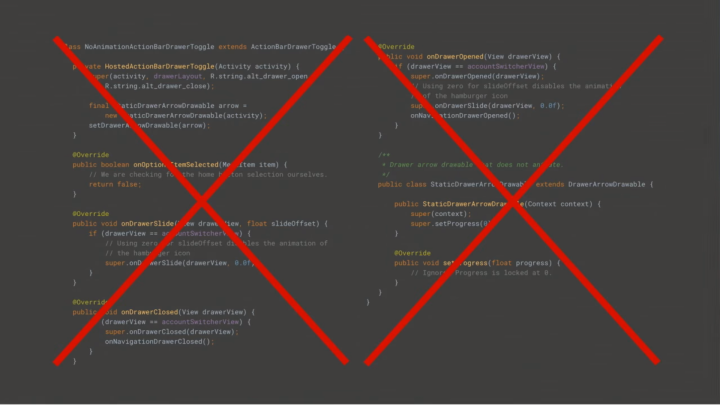 class NoAnimationActionBarDrawerToggle extends ActionBarDrawerToggle
private HostedActionBarDrawerToggle(Activity activity) {
super(activity, drawerLayout, R.string.alt_drawer_open
R.string.alt_drawer_close);
final StaticDrawerArrowDrawable arrow =
new StaticDrawerArrowDrawable(activity);
setDrawerArrowDrawable(arrow);
}
@Override
public boolean onOptionsItemSelected(MenuItem item) {
// We are checking for the home button selection ourselves.
return false;
}
@Override
public void onDrawerSlide(View drawerView, float slideOffset) {
if (drawerView == accountSwitcherView) {
// Using zero for slideOffset disables the animation of
// the hamburger icon
super.onDrawerSlide(drawerView, 0.0f);
}
}
@Override
public void onDrawerClosed(View drawerView) {
(drawerView == accountSwitcherView) {
super.onDrawerClosed(drawerView);
onNavigationDrawerClosed();
}
}
@Override
public void onDrawerOpened(View drawerView) {
if (drawerView == accountSwitcherView) {
super.onDrawerOpened(drawerView);
// Using zero for slideOffset disables the animation
// of the hamburger icon
super.onDrawerSlide(drawerView, 0.0f);
onNavigationDrawerOpened();
}
}
/**
* Drawer arrow drawable that does not animate.
*/
public class StaticDrawerArrowDrawable extends DrawerArrowDrawable {
public StaticDrawerArrowDrawable(Context context) {
super(context);
super.setProgress(0
}
@Override
public void setProgress(float progress) {
// Ignore. Progress is locked at 0.
}
}
}